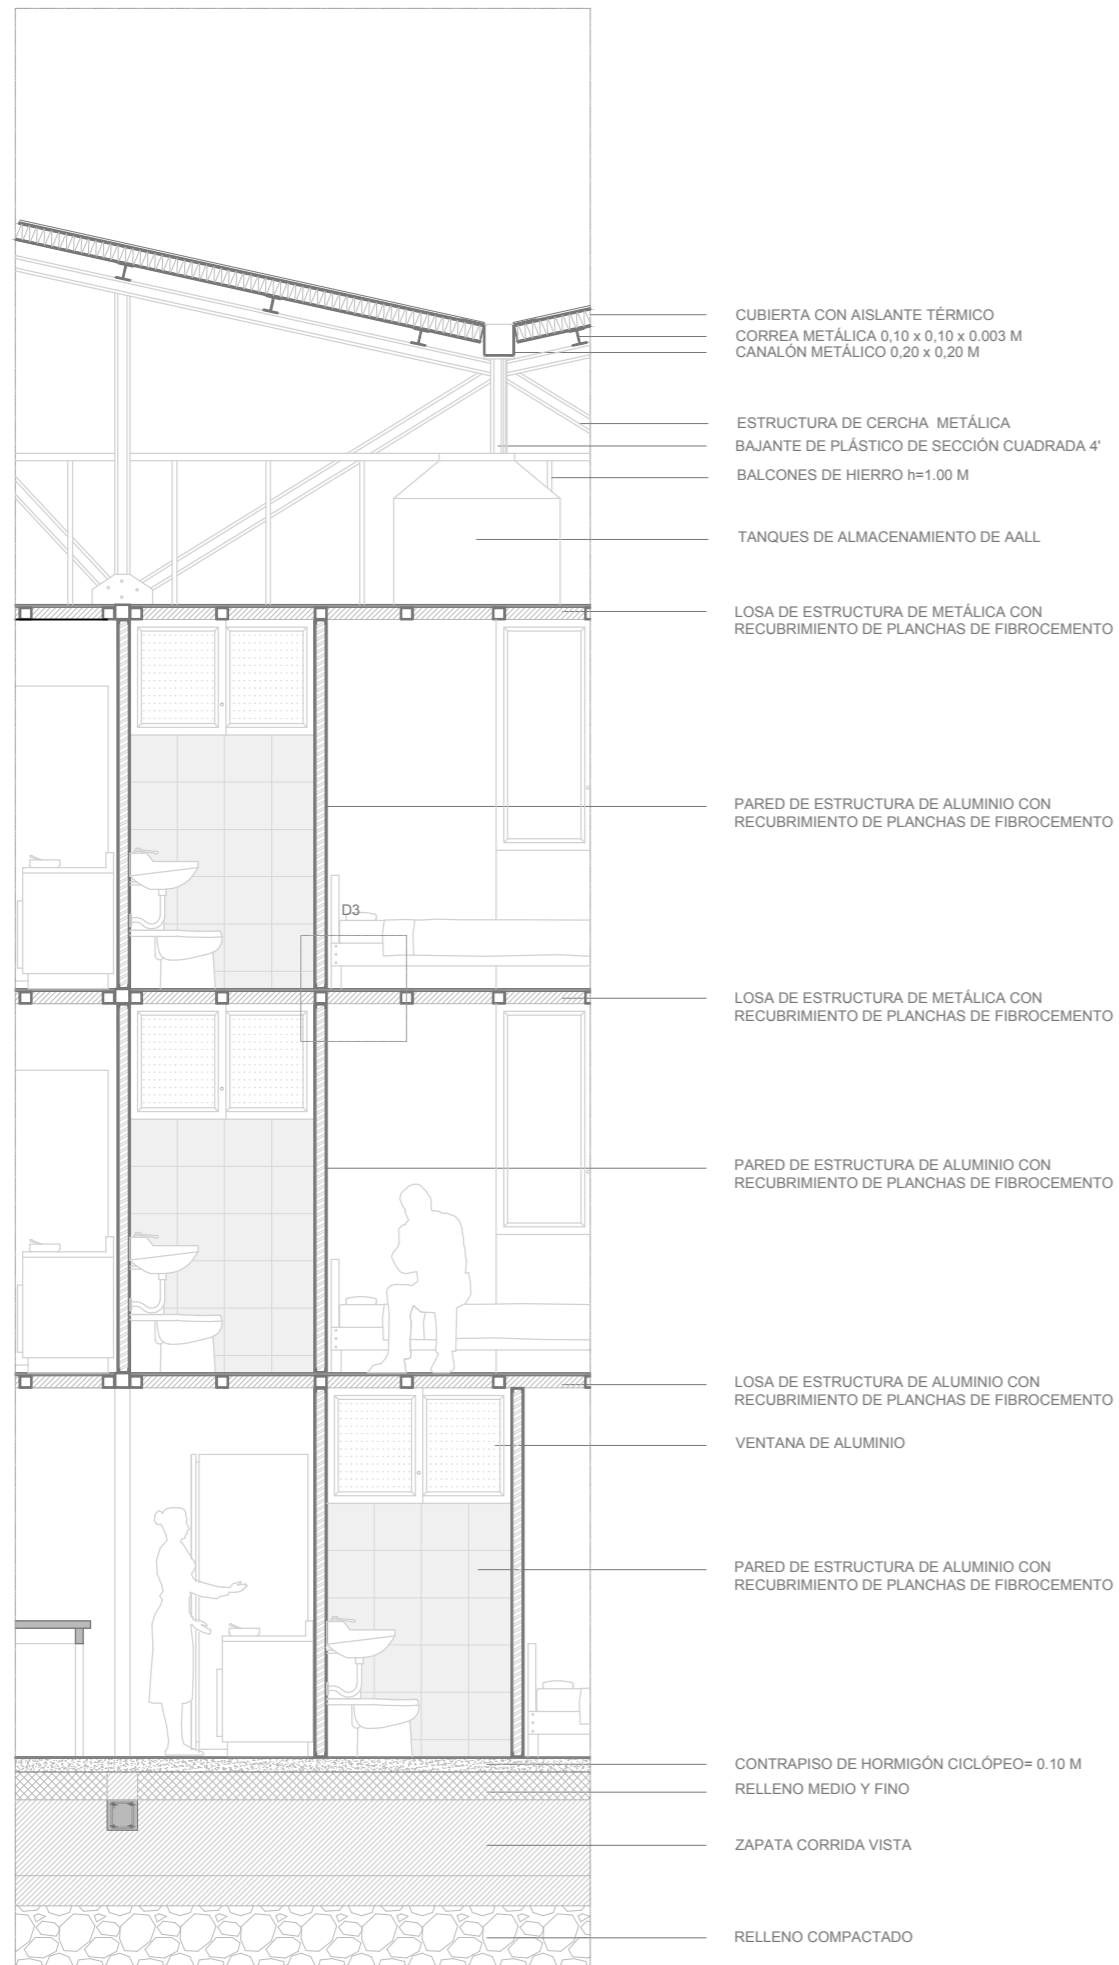 CUBIERTA CON AISLANTE TÉRMICO
CORREA METÁLICA 0,10 x 0,10 x 0.003 M
CANALÓN METÁLICO 0,20 x 0,20 M
ESTRUCTURA DE CERCHA METÁLICA
BAJANTE DE PLÁSTICO DE SECCIÓN CUADRADA 4'
BALCONES DE HIERRO h=1.00 M
TANQUES DE ALMACENAMIENTO DE AALL
LOSA DE ESTRUCTURA DE METÁLICA CON
RECUBRIMIENTO DE PLANCHAS DE FIBROCEMENTO
PARED DE ESTRUCTURA DE ALUMINIO CON
RECUBRIMIENTO DE PLANCHAS DE FIBROCEMENTO
D3
LOSA DE ESTRUCTURA DE METÁLICA CON
RECUBRIMIENTO DE PLANCHAS DE FIBROCEMENTO
PARED DE ESTRUCTURA DE ALUMINIO CON
RECUBRIMIENTO DE PLANCHAS DE FIBROCEMENTO
LOSA DE ESTRUCTURA DE ALUMINIO CON
RECUBRIMIENTO DE PLANCHAS DE FIBROCEMENTO
VENTANA DE ALUMINIO
PARED DE ESTRUCTURA DE ALUMINIO CON
RECUBRIMIENTO DE PLANCHAS DE FIBROCEMENTO
CONTRAPISO DE HORMIGÓN CICLÓPEO= 0.10 M
RELLENO MEDIO Y FINO
ZAPATA CORRIDA VISTA
RELLENO COMPACTADO